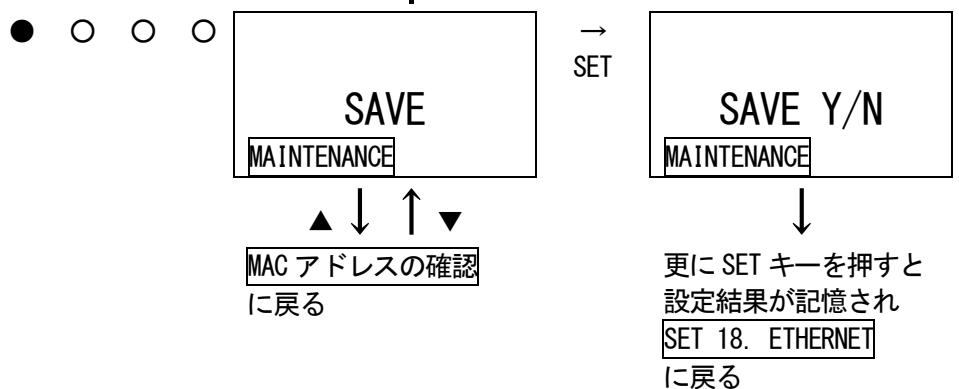 ● ○ ○ ○
SAVE
MAINTENANCE
→
SET
SAVE Y/N
MAINTENANCE
▲ ↓ ↑ ▼
MAC アドレスの確認
に戻る
↓
更に SET キーを押すと
設定結果が記憶され
SET 18. ETHERNET
に戻る